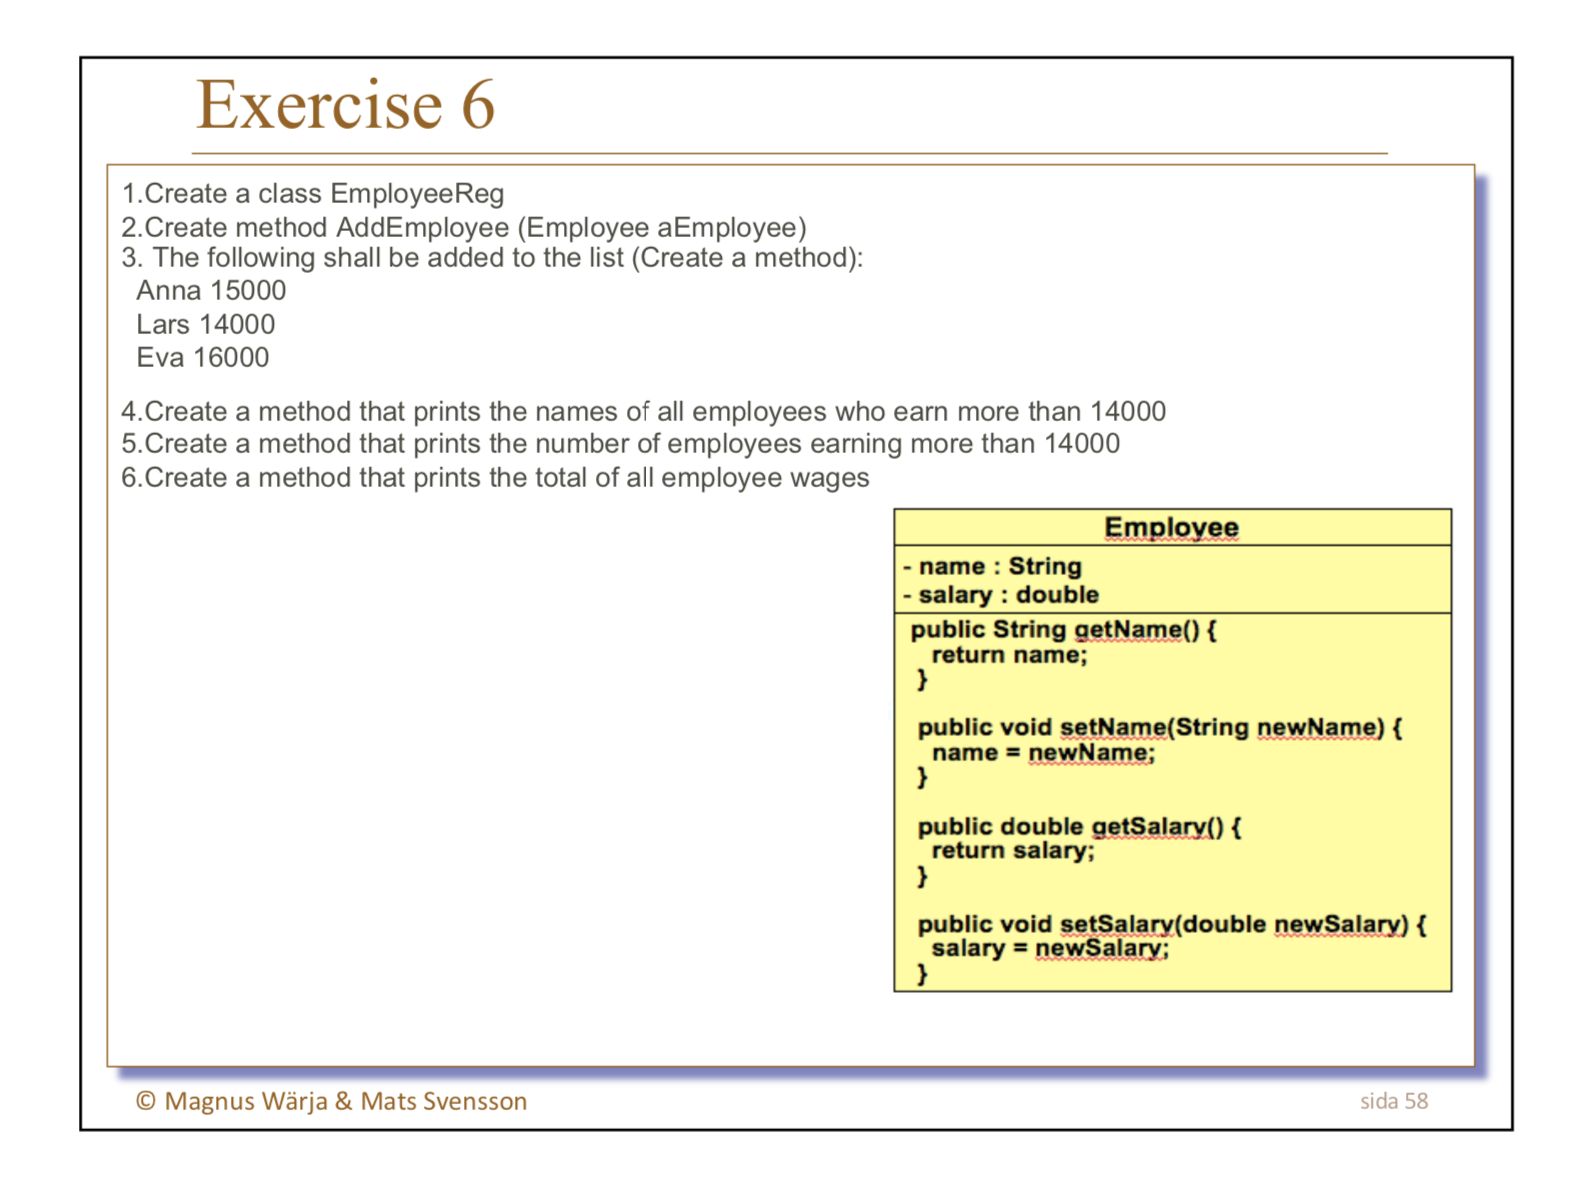 Exercise 6
1.Create a class EmployeeReg
2.Create method AddEmployee (Employee aEmployee)
3. The following shall be added to the list (Create a method):
Anna 15000
Lars 14000
Eva 16000
4.Create a method that prints the names of all employees who earn more than 14000
5.Create a method that prints the number of employees earning more than 14000
6.Create a method that prints the total of all employee wages
Employee
- name : String
- salary : double
public String getName() {
return name;
}
public void setName(String newName) {
name = newName;
}
public double getSalary() {
return salary;
}
public void setSalary(double newSalary) {
salary = newSalary;
}
© Magnus Wärja & Mats Svensson
sida 58